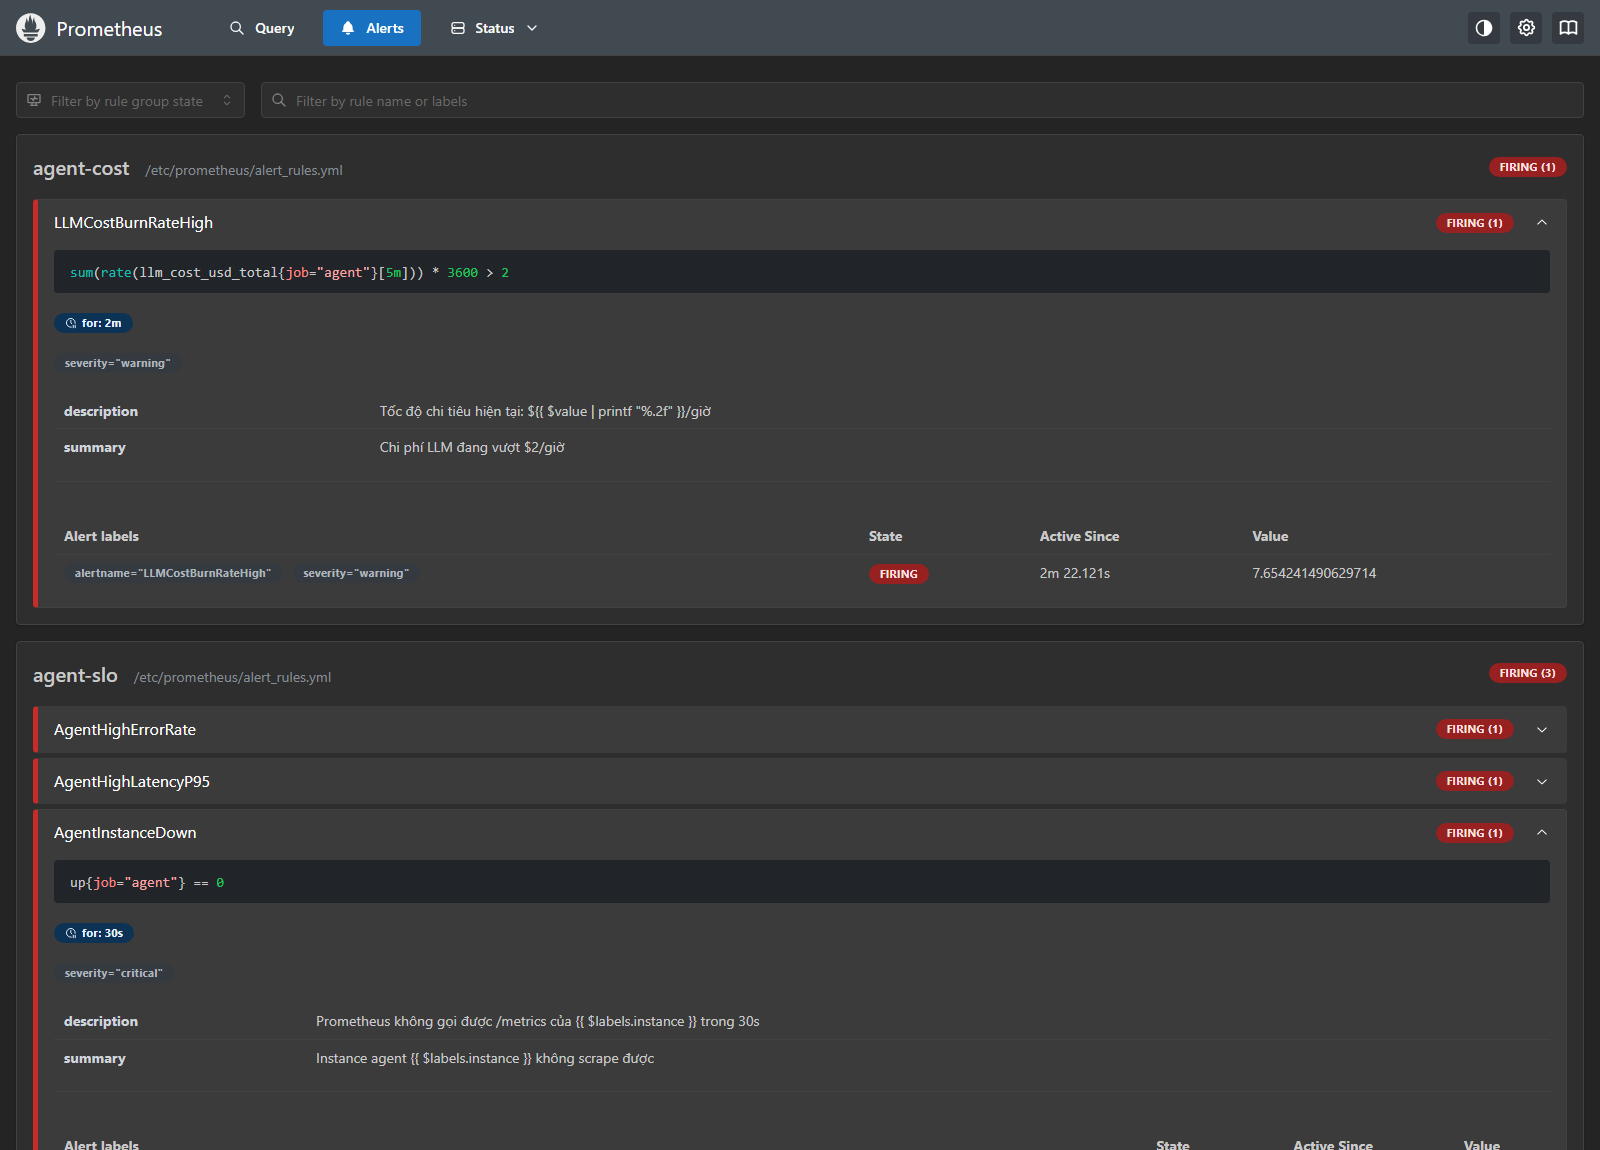 Prometheus
Query
Alerts
Status
Filter by rule group state
Filter by rule name or labels
agent-cost /etc/prometheus/alert_rules.yml FIRING (1)
LLMCostBurnRateHigh FIRING (1)
sum(rate(llm_cost_usd_total{job="agent"}[5m])) * 3600 > 2
for: 2m
severity="warning"
description Tốc độ chi tiêu hiện tại: ${{ $value | printf "%.2f" }}/giờ
summary Chi phí LLM đang vượt $2/giờ
Alert labels State Active Since Value
alertname="LLMCostBurnRateHigh" severity="warning" FIRING 2m 22.121s 7.654241490629714
agent-slo /etc/prometheus/alert_rules.yml FIRING (3)
AgentHighErrorRate FIRING (1)
AgentHighLatencyP95 FIRING (1)
AgentInstanceDown FIRING (1)
up{job="agent"} == 0
for: 30s
severity="critical"
description Prometheus không gọi được /metrics của {{ $labels.instance }} trong 30s
summary Instance agent {{ $labels.instance }} không scrape được
Alert labels State Active Since Value